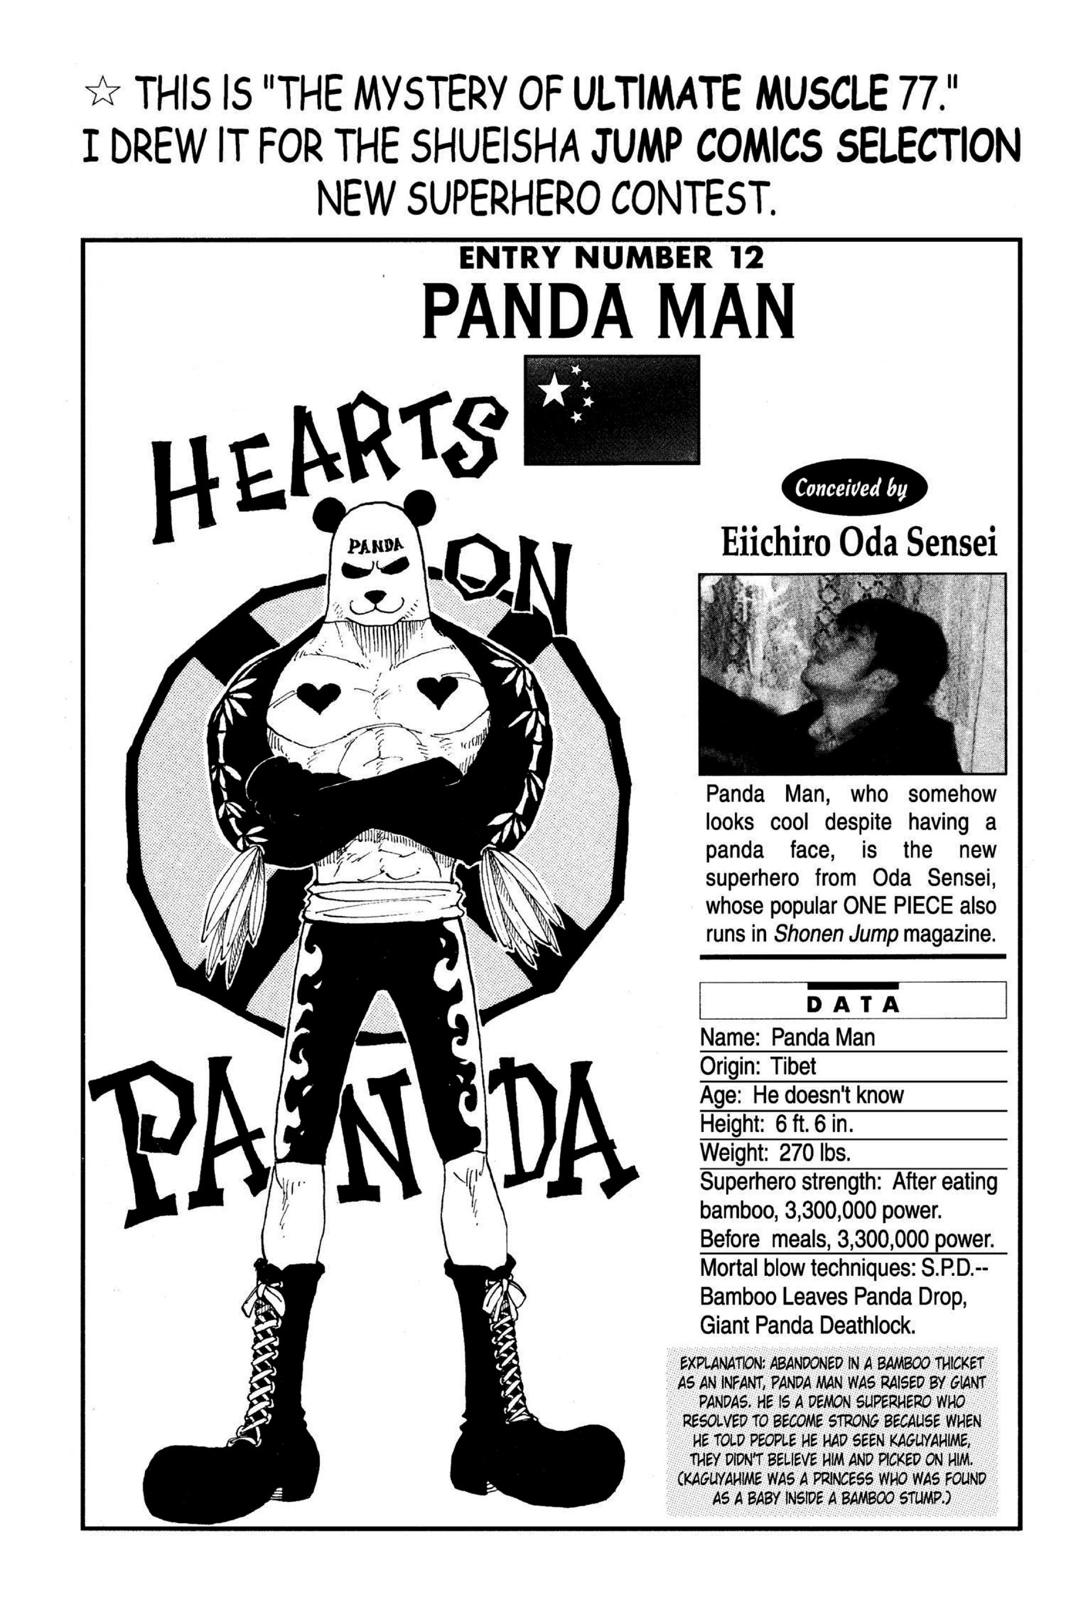 ☆ THIS IS "THE MYSTERY OF ULTIMATE MUSCLE 77."
I DREW IT FOR THE SHUEISHA JUMP COMICS SELECTION
NEW SUPERHERO CONTEST.
ENTRY NUMBER 12
PANDA MAN
HEARTS
ON
PANDA
PANDA
Conceived by
Eiichiro Oda Sensei
Panda Man, who somehow
looks cool despite having a
panda face, is the new
superhero from Oda Sensei,
whose popular ONE PIECE also
runs in Shonen Jump magazine.
DATA
Name: Panda Man
Origin: Tibet
Age: He doesn't know
Height: 6 ft. 6 in.
Weight: 270 lbs.
Superhero strength: After eating
bamboo, 3,300,000 power.
Before meals, 3,300,000 power.
Mortal blow techniques: S.P.D.--
Bamboo Leaves Panda Drop,
Giant Panda Deathlock.
EXPLANATION: ABANDONED IN A BAMBOO THICKET
AS AN INFANT, PANDA MAN WAS RAISED BY GIANT
PANDAS. HE IS A DEMON SUPERHERO WHO
RESOLVED TO BECOME STRONG BECAUSE WHEN
HE TOLD PEOPLE HE HAD SEEN KAGUYAHIME,
THEY DIDN'T BELIEVE HIM AND PICKED ON HIM.
(KAGUYAHIME WAS A PRINCESS WHO WAS FOUND
AS A BABY INSIDE A BAMBOO STUMP.)